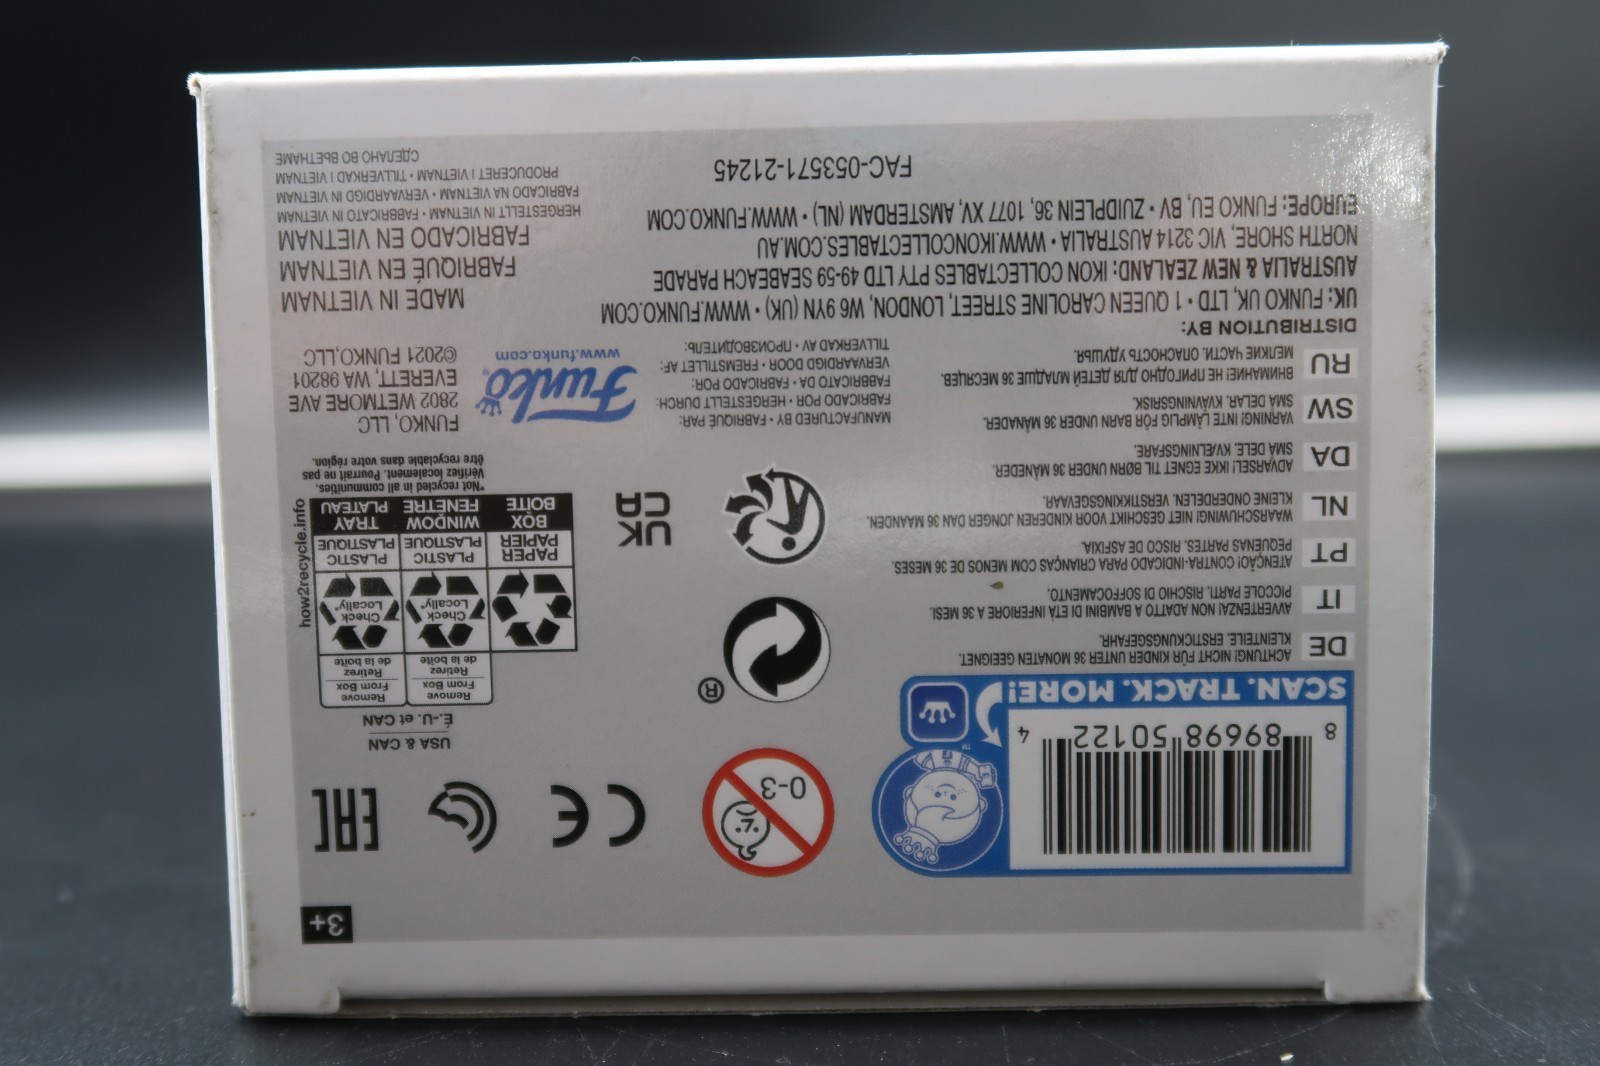 3+
8 89698 50122 4
SCAN. TRACK. MORE!
TM
0-3
®
USA & CAN
É.-U. et CAN
Remove
From Box
Retirez
de la boîte
Remove
From Box
Retirez
de la boîte
Check
Locally*
Check
Locally*
PAPER
PAPIER
BOX
BOÎTE
PLASTIC
PLASTIQUE
WINDOW
FENÊTRE
PLASTIC
PLASTIQUE
TRAY
PLATEAU
how2recycle.info
*Not recycled in all communities.
Vérifiez localement. Pourrait ne pas
être recyclable dans votre région.
UK
CA
DE
ACHTUNG! NICHT FÜR KINDER UNTER 36 MONATEN GEEIGNET.
KLEINTEILE. ERSTICKUNGSGEFAHR.
IT
AVVERTENZA! NON ADATTO A BAMBINI DI ETÀ INFERIORE A 36 MESI.
PICCOLE PARTI. RISCHIO DI SOFFOCAMENTO.
PT
ATENÇÃO! CONTRA-INDICADO PARA CRIANÇAS COM MENOS DE 36 MESES.
PEQUENAS PARTES. RISCO DE ASFIXIA.
NL
WAARSCHUWING! NIET GESCHIKT VOOR KINDEREN JONGER DAN 36 MAANDEN.
KLEINE ONDERDELEN. VERSTIKKINGSGEVAAR.
DA
ADVARSEL! IKKE EGNET TIL BØRN UNDER 36 MÅNEDER.
SMÅ DELE. KVÆLNINGSFARE.
SW
VARNING! INTE LÄMPLIG FÖR BARN UNDER 36 MÅNADER.
SMÅ DELAR. KVÄVNINGSRISK.
RU
ВНИМАНИЕ! НЕ ПРИГОДНО ДЛЯ ДЕТЕЙ МЛАДШЕ 36 МЕСЯЦЕВ.
МЕЛКИЕ ЧАСТИ. ОПАСНОСТЬ УДУШЬЯ.
MANUFACTURED BY • FABRIQUÉ PAR:
FABRICADO POR • HERGESTELLT DURCH:
FABBRICATO DA • FABRICADO POR:
VERVAARDIGD DOOR • FREMSTILLET AF:
TILLVERKAD AV • ПРОИЗВОДИТЕЛЬ:
Funko
www.funko.com
FUNKO, LLC
2802 WETMORE AVE
EVERETT, WA 98201
©2021 FUNKO,LLC
DISTRIBUTION BY:
UK: FUNKO UK, LTD • 1 QUEEN CAROLINE STREET, LONDON, W6 9YN (UK) • WWW.FUNKO.COM
AUSTRALIA & NEW ZEALAND: IKON COLLECTABLES PTY LTD 49-59 SEABEACH PARADE
NORTH SHORE, VIC 3214 AUSTRALIA • WWW.IKONCOLLECTABLES.COM.AU
EUROPE: FUNKO EU, BV • ZUIDPLEIN 36, 1077 XV, AMSTERDAM (NL) • WWW.FUNKO.COM
FAC-053571-21245
MADE IN VIETNAM
FABRIQUÉ EN VIETNAM
FABRICADO EN VIETNAM
HERGESTELLT IN VIETNAM • FABBRICATO IN VIETNAM
FABRICADO NA VIETNAM • VERVAARDIGD IN VIETNAM
PRODUCERET I VIETNAM • TILLVERKAD I VIETNAM
СДЕЛАНО ВО ВЬЕТНАМЕ